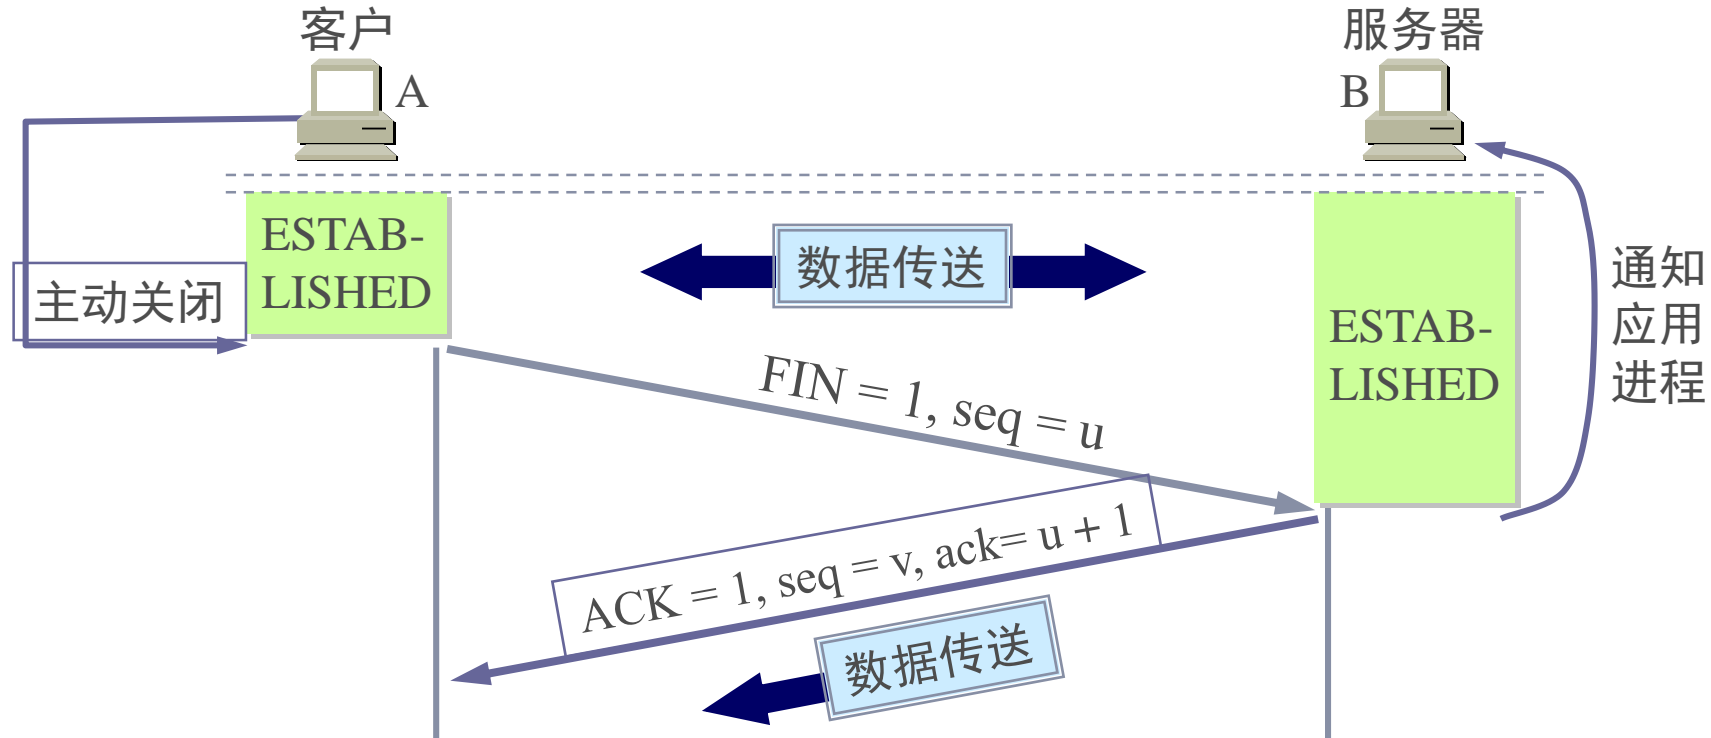 客户
服务器
A
B
ESTAB-
LISHED
数据传送
主动关闭
ESTAB-
LISHED
通知
应用
进程
FIN = 1, seq = u
ACK = 1, seq = v, ack= u + 1
数据传送